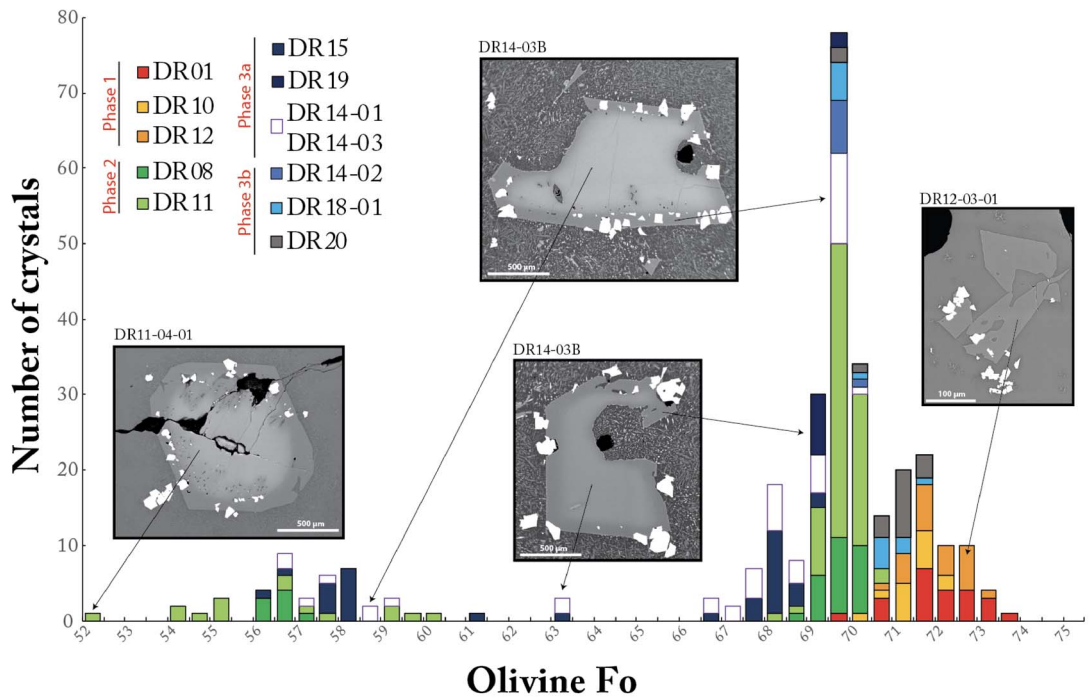 80
70
60
50
40
30
20
10
0
Number of crystals
Phase 1
DR01
DR10
DR12
Phase 2
DR08
DR11
Phase 3a
DR15
DR19
DR14-01
DR14-03
Phase 3b
DR14-02
DR18-01
DR20
DR14-03B
500 µm
DR12-03-01
100 µm
DR11-04-01
500 µm
DR14-03B
500 µm
52 53 54 55 56 57 58 59 60 61 62 63 64 65 66 67 68 69 70 71 72 73 74 75
Olivine Fo